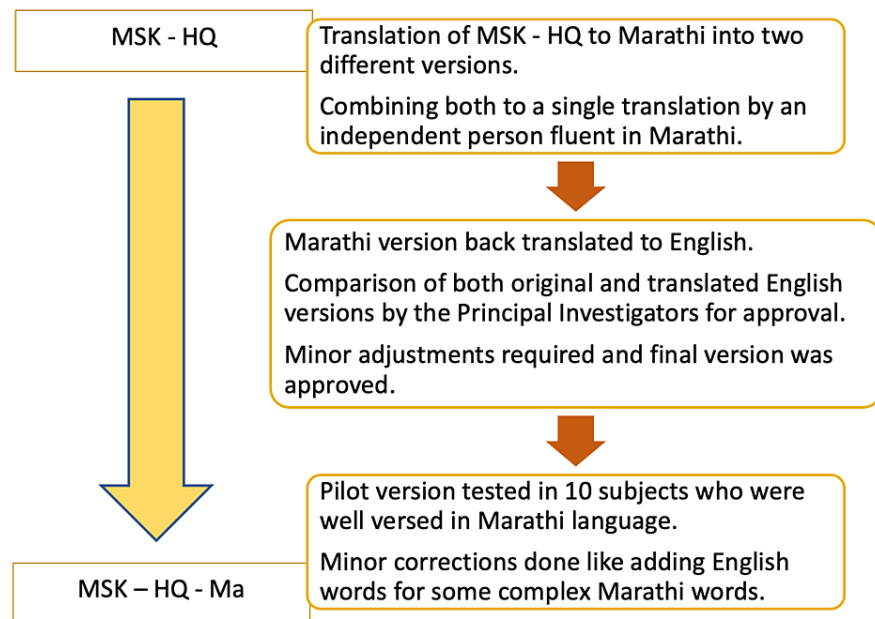 MSK - HQ
Translation of MSK - HQ to Marathi into two
different versions.
Combining both to a single translation by an
independent person fluent in Marathi.
Marathi version back translated to English.
Comparison of both original and translated English
versions by the Principal Investigators for approval.
Minor adjustments required and final version was
approved.
Pilot version tested in 10 subjects who were
well versed in Marathi language.
Minor corrections done like adding English
words for some complex Marathi words.
MSK – HQ - Ma